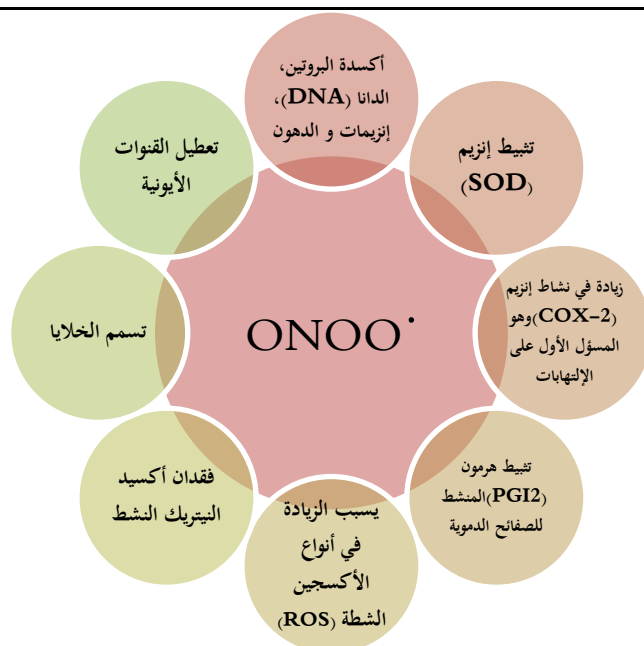 أكسدة البروتين،
الدانا (DNA)،
إنزيمات و الدهون
تثبيط إنزيم
(SOD)
زيادة في نشاط إنزيم
(COX-2)وهو
المسؤل الأول على
الإلتهابات
تثبيط هرمون
(PGI2)المنشط
للصفائح الدموية
يسبب الزيادة
في أنواع
الأكسجين
الشطة (ROS)
فقدان أكسيد
النيتريك النشط
تسمم الخلايا
تعطيل القنوات
الأيونية
ONOO˙